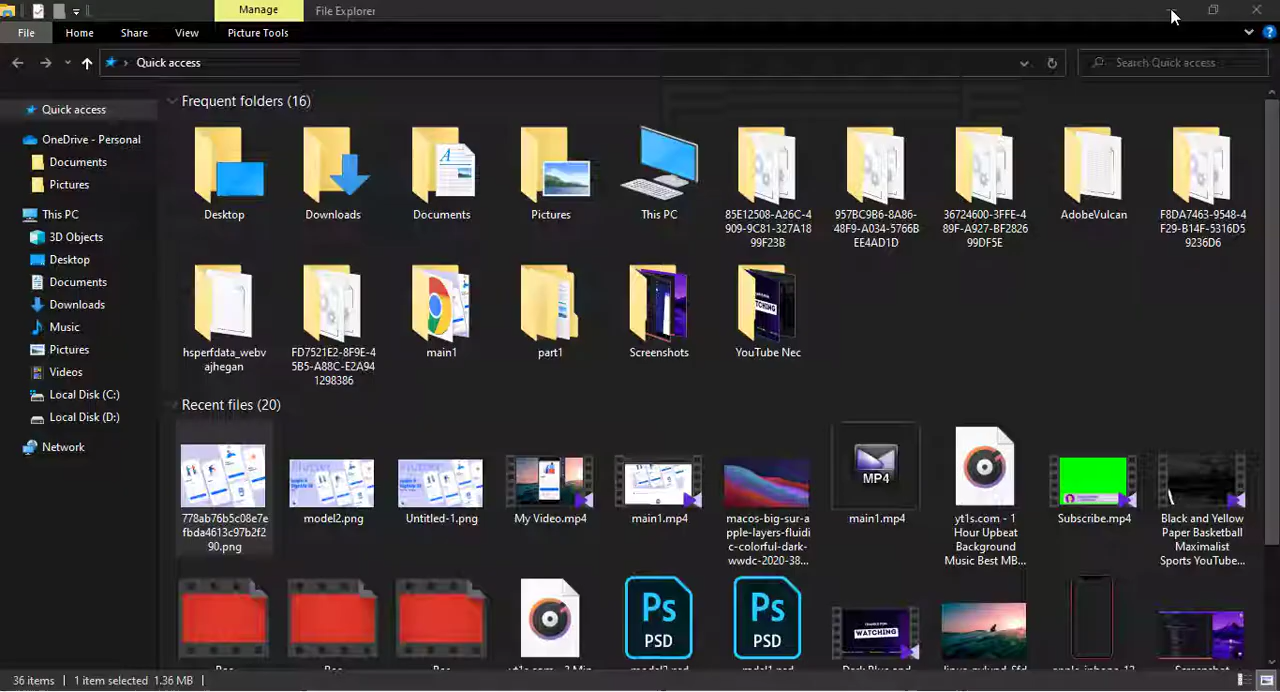 Manage
File Explorer
File
Home
Share
View
Picture Tools
Quick access
Search Quick access
Quick access
OneDrive - Personal
Documents
Pictures
This PC
3D Objects
Desktop
Documents
Downloads
Music
Pictures
Videos
Local Disk (C:)
Local Disk (D:)
Network
Frequent folders (16)
Desktop
Downloads
Documents
Pictures
This PC
85E12508-A26C-4
909-9C81-327A18
99F23B
957BC9B6-8A86-
48F9-A034-5766B
EE4AD1D
36724600-3FFE-4
89F-A927-BF2826
99DF5E
AdobeVulcan
F8DA7463-9548-4
F29-B14F-5316D5
9236D6
hsperfdata_webv
ajhegan
FD7521E2-8F9E-4
5B5-A88C-E2A94
1298386
main1
part1
Screenshots
YouTube Nec
Recent files (20)
778ab76b5c08e7e
fbda4613c97b2f2
90.png
model2.png
Untitled-1.png
My Video.mp4
main1.mp4
macos-big-sur-a
pple-layers-fluidi
c-colorful-dark-
wwdc-2020-38...
MP4
main1.mp4
yt1s.com - 1
Hour Upbeat
Background
Music Best MB...
Subscribe.mp4
Black and Yellow
Paper Basketball
Maximalist
Sports YouTube...
Ps
PSD
Ps
PSD
WATCHING
36 items
1 item selected 1.36 MB